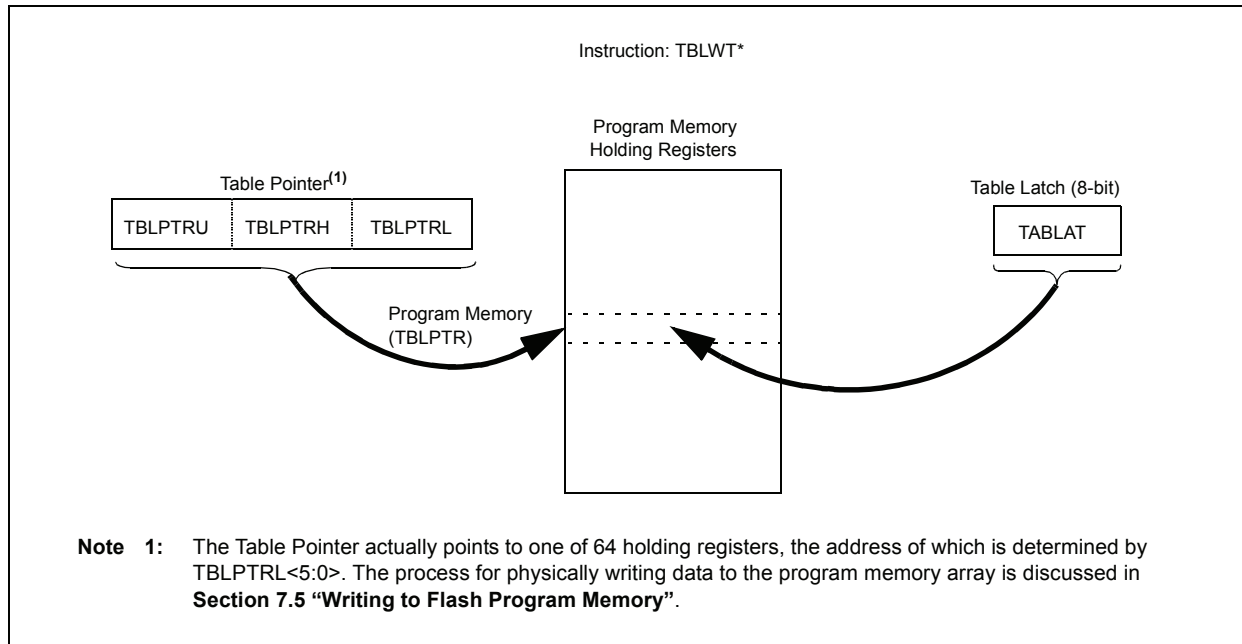 Instruction: TBLWT*
Program Memory
Holding Registers
Table Pointer(1)
Table Latch (8-bit)
TBLPTRU TBLPTRH TBLPTRL
TABLAT
Program Memory
(TBLPTR)
Note 1: The Table Pointer actually points to one of 64 holding registers, the address of which is determined by
TBLPTRL<5:0>. The process for physically writing data to the program memory array is discussed in
Section 7.5 “Writing to Flash Program Memory”.